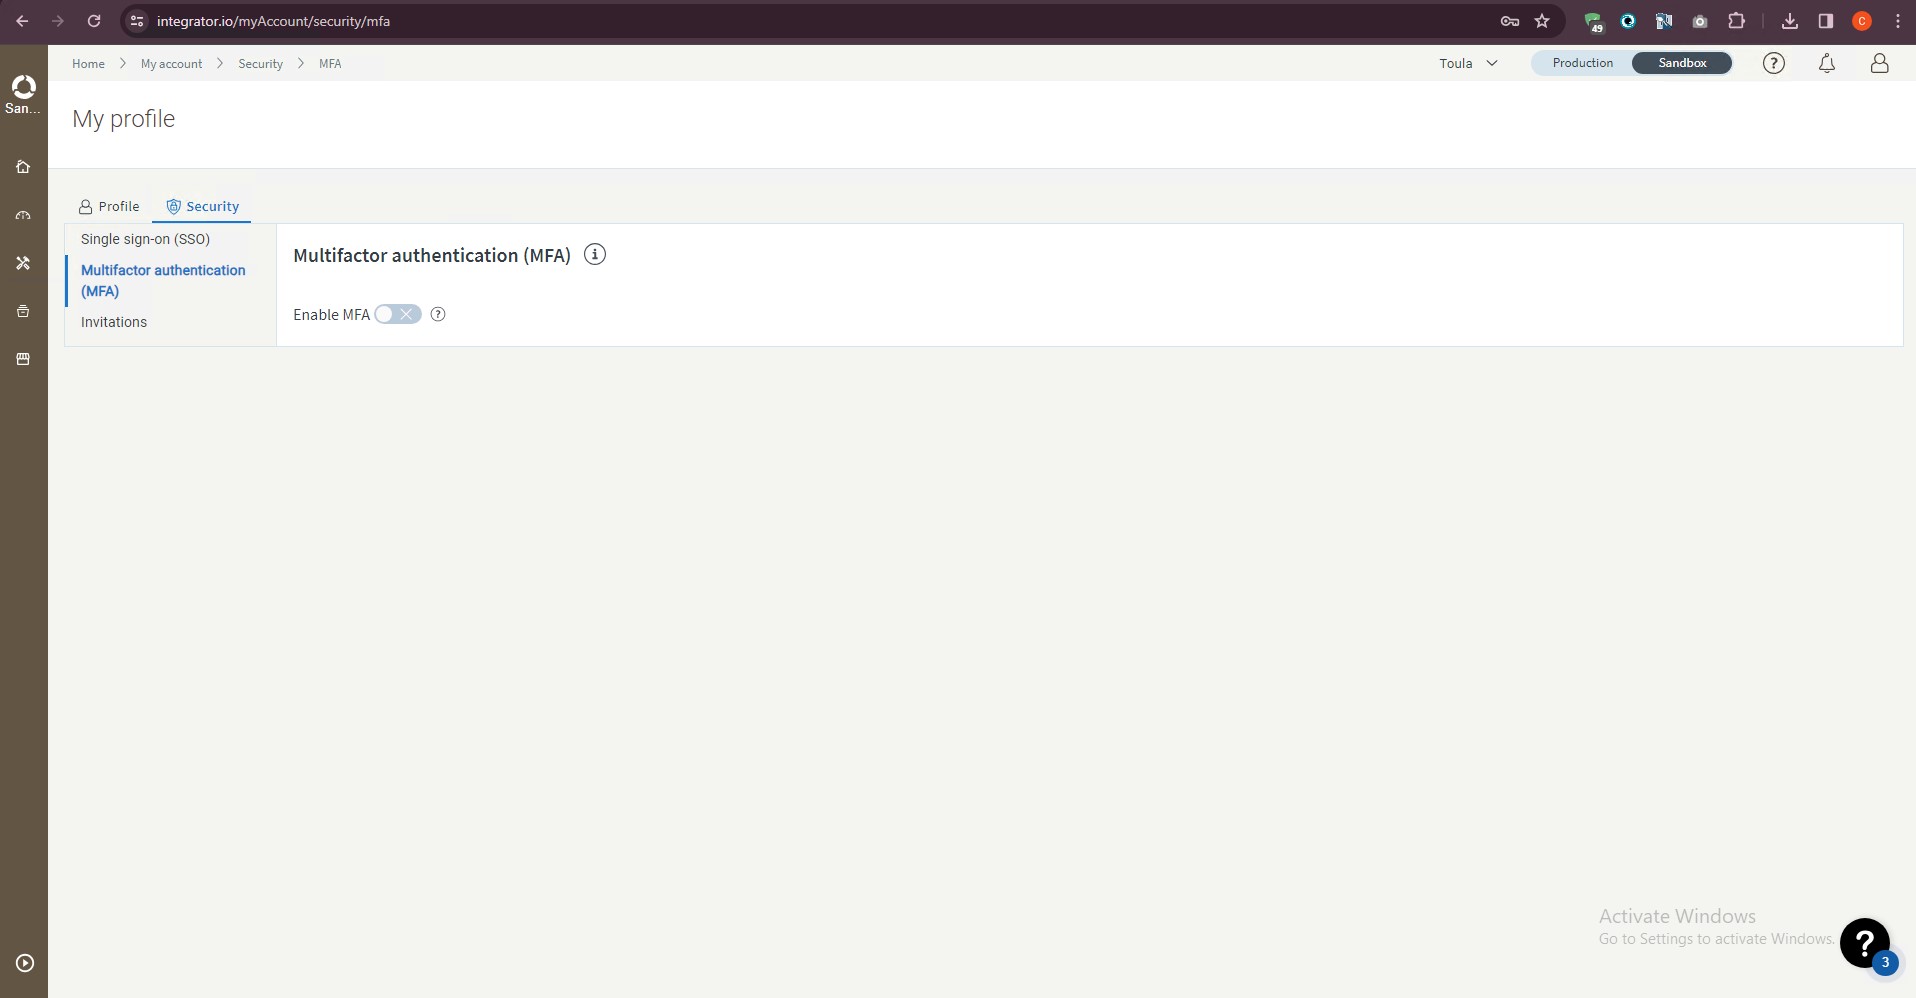 integrator.io/myAccount/security/mfa
49
C
Home > My account > Security > MFA
Toula
Production
Sandbox
San...
My profile
Profile
Security
Single sign-on (SSO)
Multifactor authentication
(MFA)
Invitations
Multifactor authentication (MFA)
Enable MFA
Activate Windows
Go to Settings to activate Windows.
3